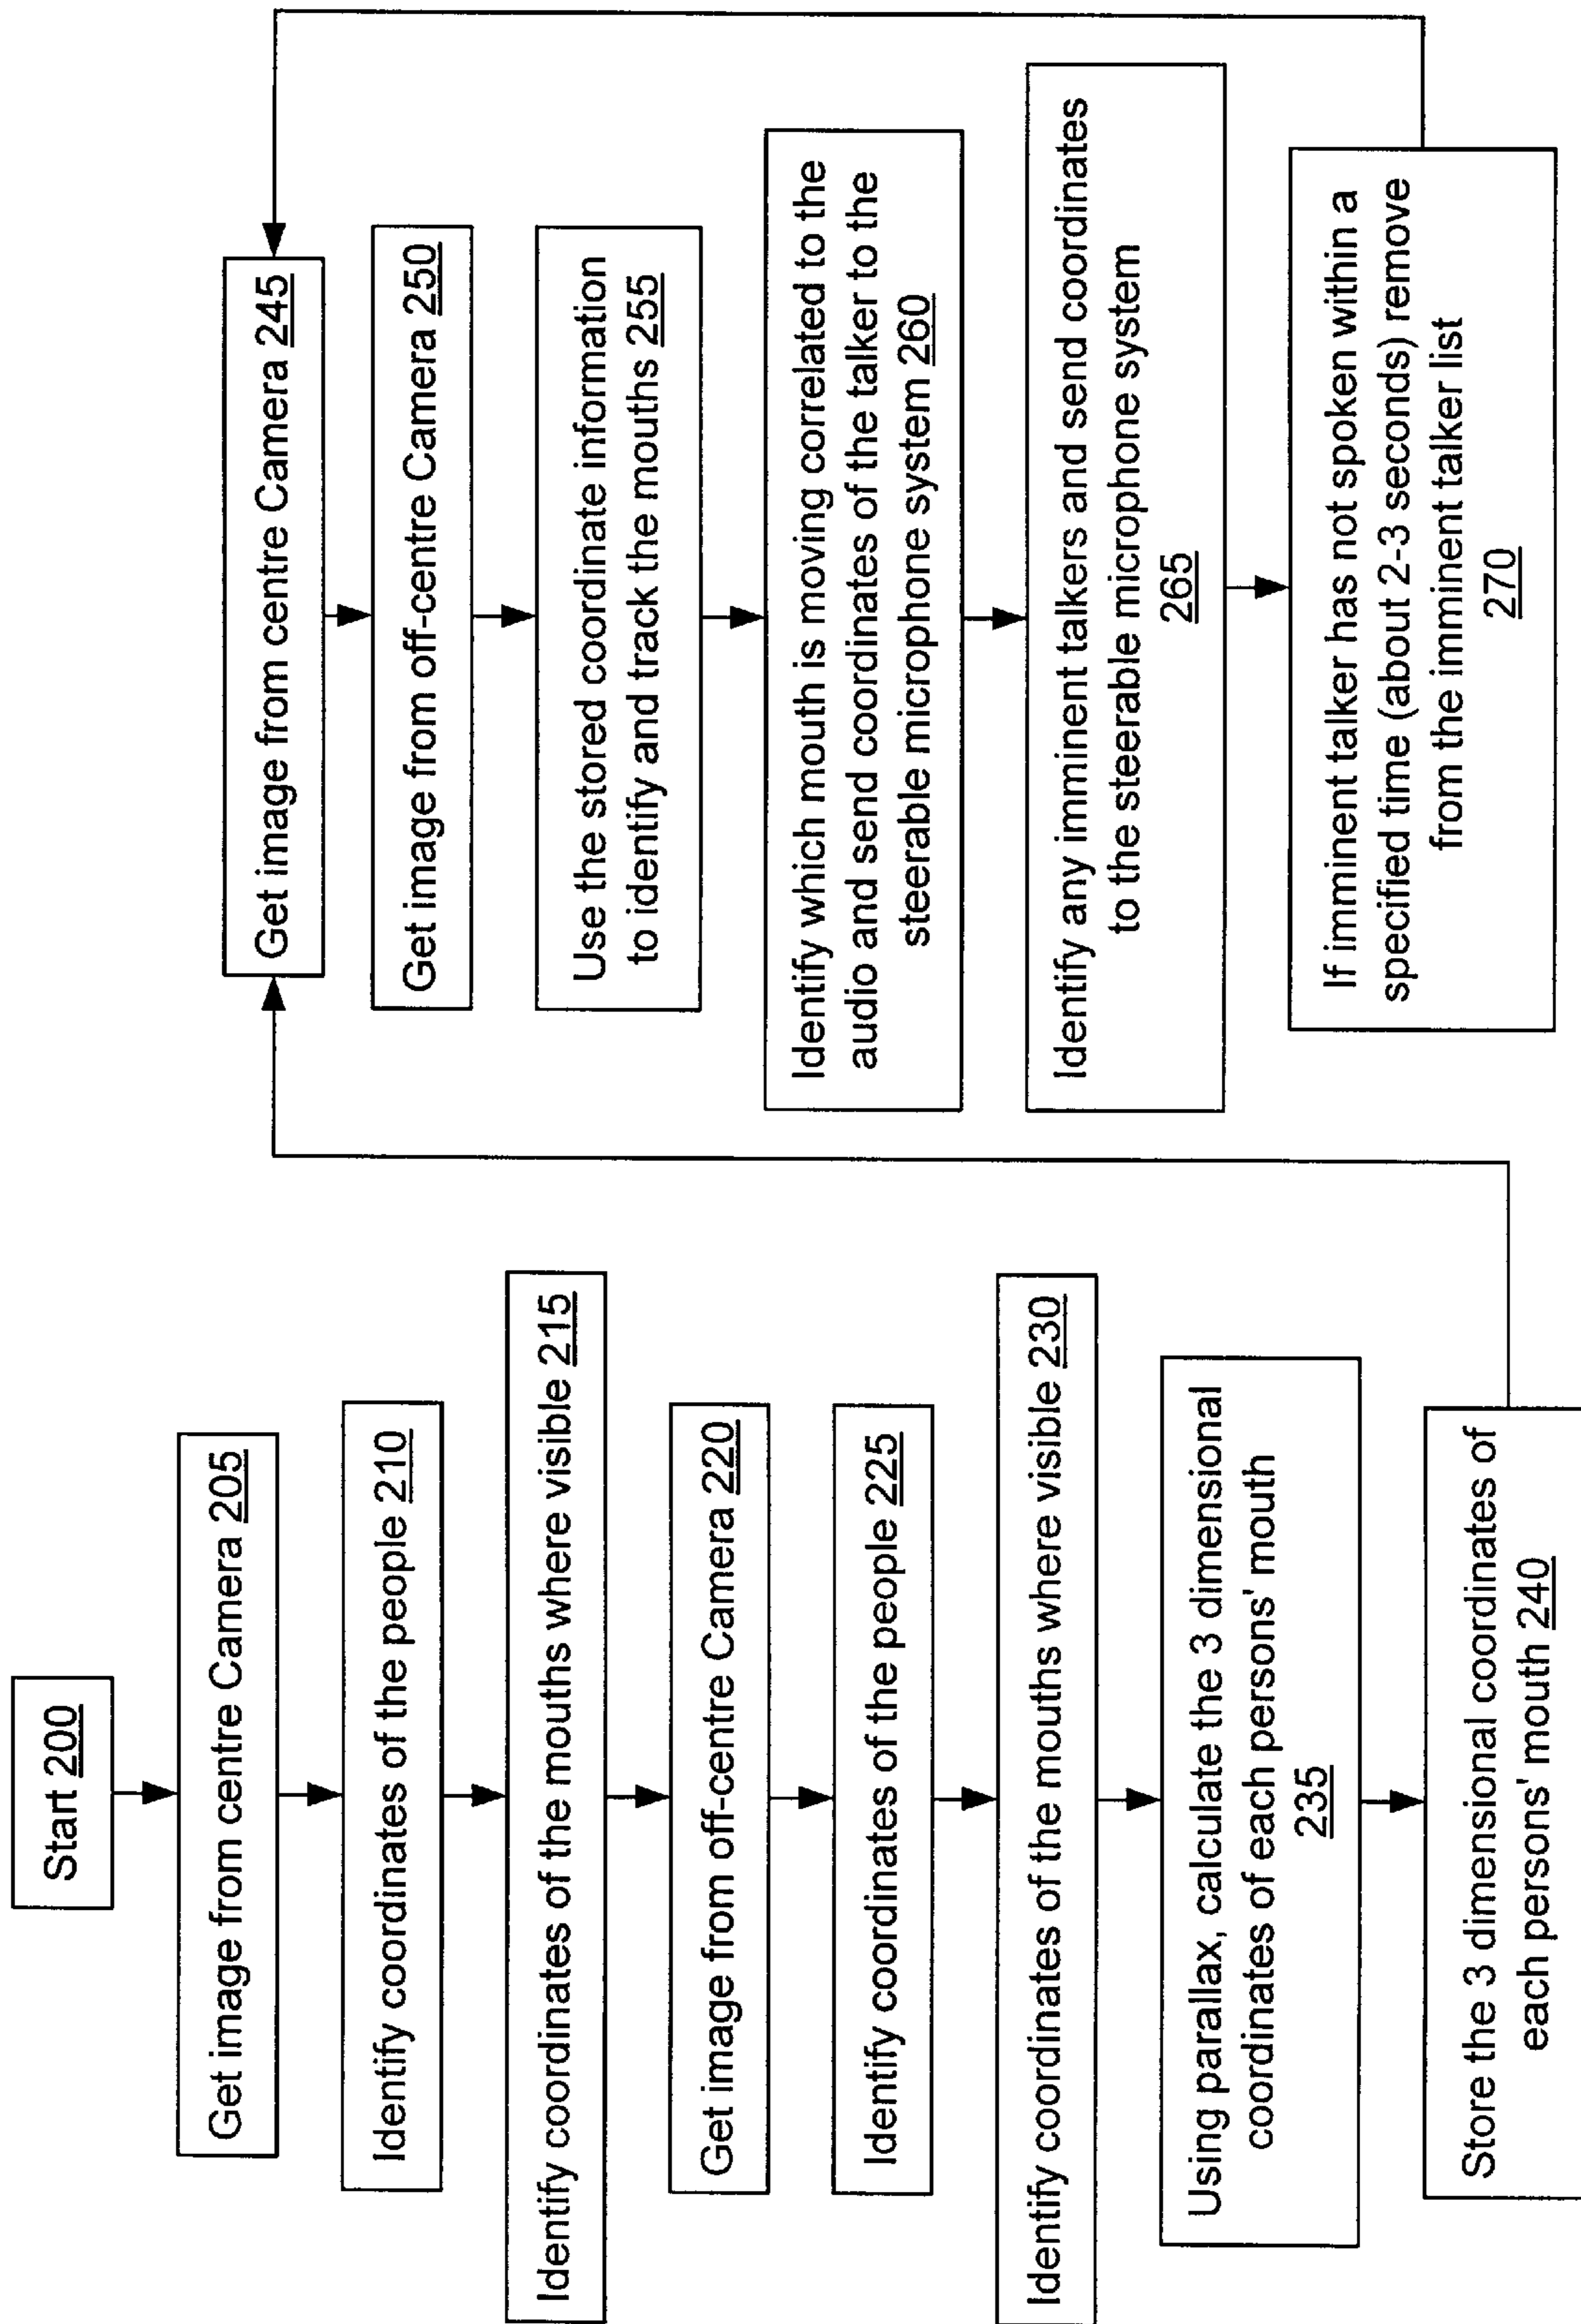 Start 200
Get image from centre Camera 205
Identify coordinates of the people 210
Identify coordinates of the mouths where visible 215
Get image from off-centre Camera 220
Identify coordinates of the people 225
Identify coordinates of the mouths where visible 230
Using parallax, calculate the 3 dimensional
coordinates of each persons' mouth
235
Store the 3 dimensional coordinates of
each persons' mouth 240
Get image from centre Camera 245
Get image from off-centre Camera 250
Use the stored coordinate information
to identify and track the mouths 255
Identify which mouth is moving correlated to the
audio and send coordinates of the talker to the
steerable microphone system 260
Identify any imminent talkers and send coordinates
to the steerable microphone system
265
If imminent talker has not spoken within a
specified time (about 2-3 seconds) remove
from the imminent talker list
270